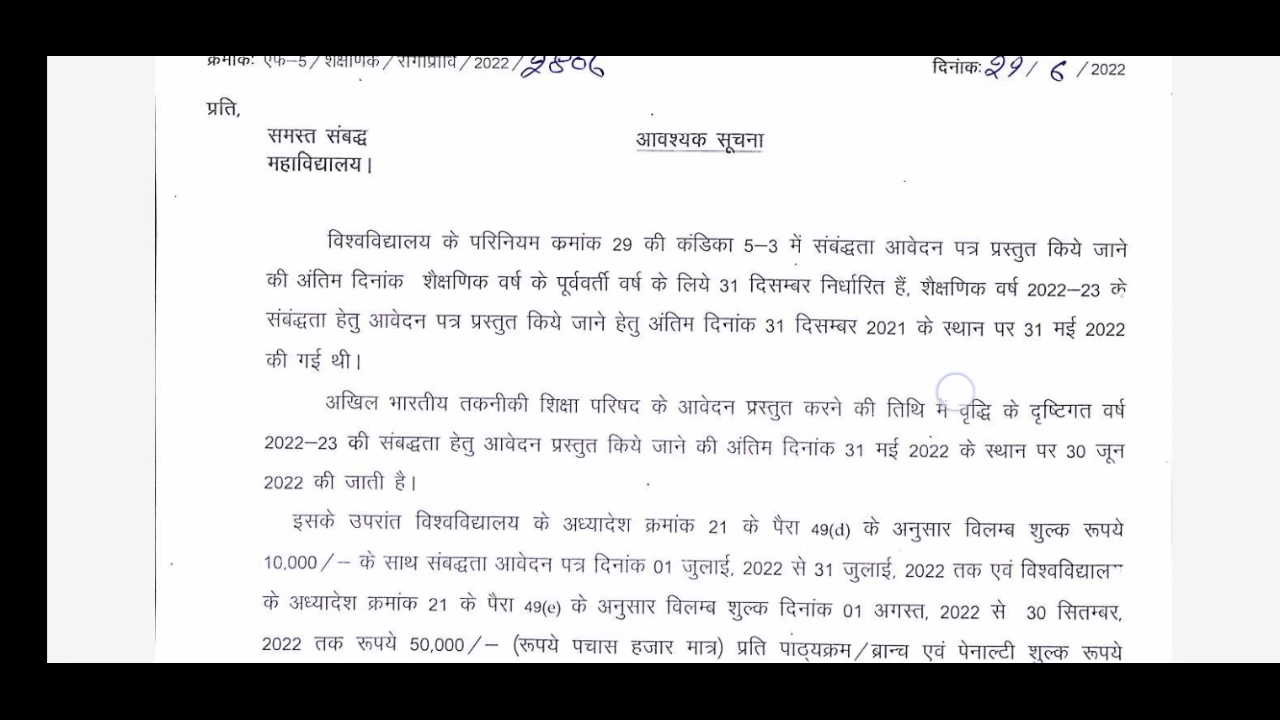 क्रमांकः एफ–5/शैक्षणिक/रागांप्रौवि/2022/2806 दिनांकः 29/ 6 /2022
प्रति,
समस्त संबद्ध आवश्यक सूचना
महाविद्यालय।
विश्वविद्यालय के परिनियम कमांक 29 की कंडिका 5–3 में संबंद्धता आवेदन पत्र प्रस्तुत किये जाने
की अंतिम दिनांक शैक्षणिक वर्ष के पूर्ववर्ती वर्ष के लिये 31 दिसम्बर निर्धारित हैं, शैक्षणिक वर्ष 2022–23 के
संबंद्धता हेतु आवेदन पत्र प्रस्तुत किये जाने हेतु अंतिम दिनांक 31 दिसम्बर 2021 के स्थान पर 31 मई 2022
की गई थी।
अखिल भारतीय तकनीकी शिक्षा परिषद के आवेदन प्रस्तुत करने की तिथि में वृद्धि के दृष्टिगत वर्ष
2022–23 की संबदधता हेतु आवेदन प्रस्तुत किये जाने की अंतिम दिनांक 31 मई 2022 के स्थान पर 30 जून
2022 की जाती है।
इसके उपरांत विश्वविद्यालय के अध्यादेश क्रमांक 21 के पैरा 49(d) के अनुसार विलम्ब शुल्क रूपये
10,000/– के साथ संबद्धता आवेदन पत्र दिनांक 01 जुलाई, 2022 से 31 जुलाई, 2022 तक एवं विश्वविद्याल
के अध्यादेश क्रमांक 21 के पैरा 49(e) के अनुसार विलम्ब शुल्क दिनांक 01 अगस्त, 2022 से 30 सितम्बर,
2022 तक रूपये 50,000/– (रूपये पचास हजार मात्र) प्रति पाठ्यक्रम/ब्रान्च एवं पेनाल्टी शुल्क रूपये